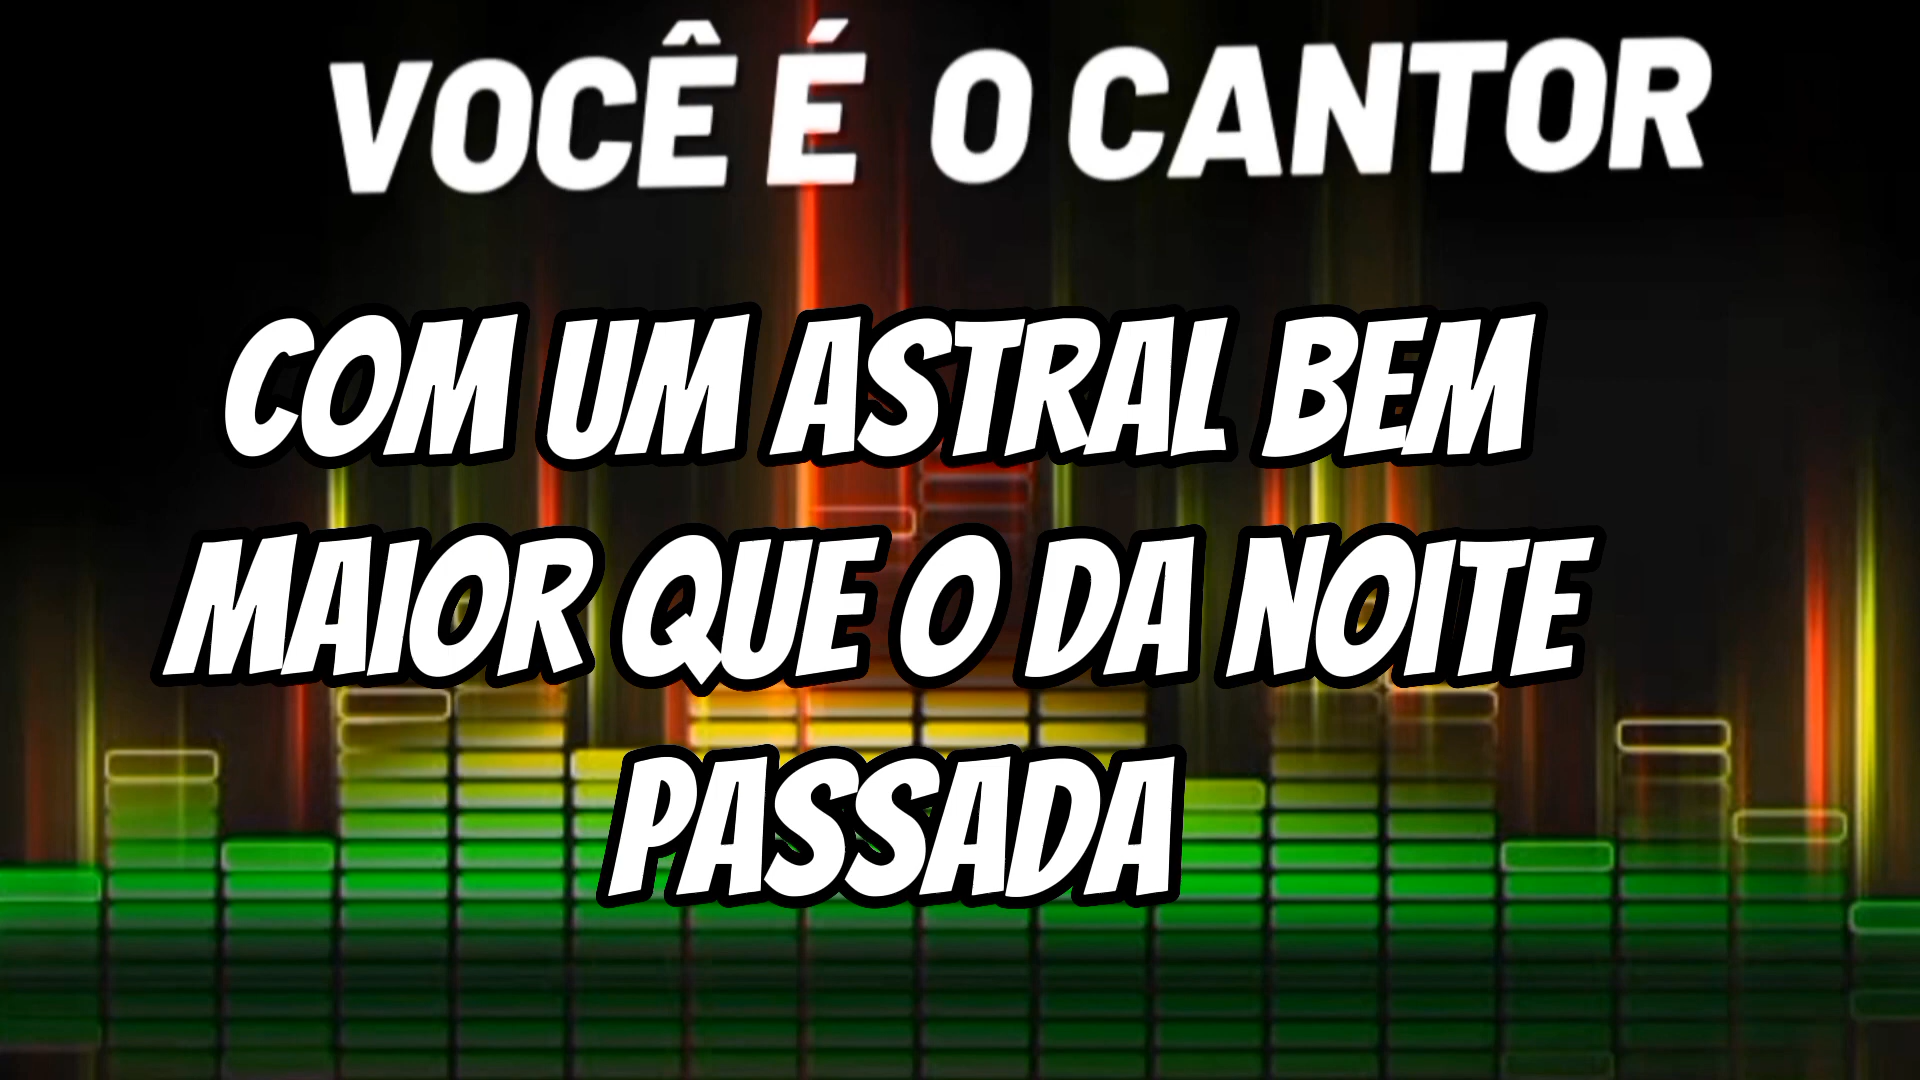 VOCÊ É O CANTOR
COM UM ASTRAL BEM
MAIOR QUE O DA NOITE
PASSADA